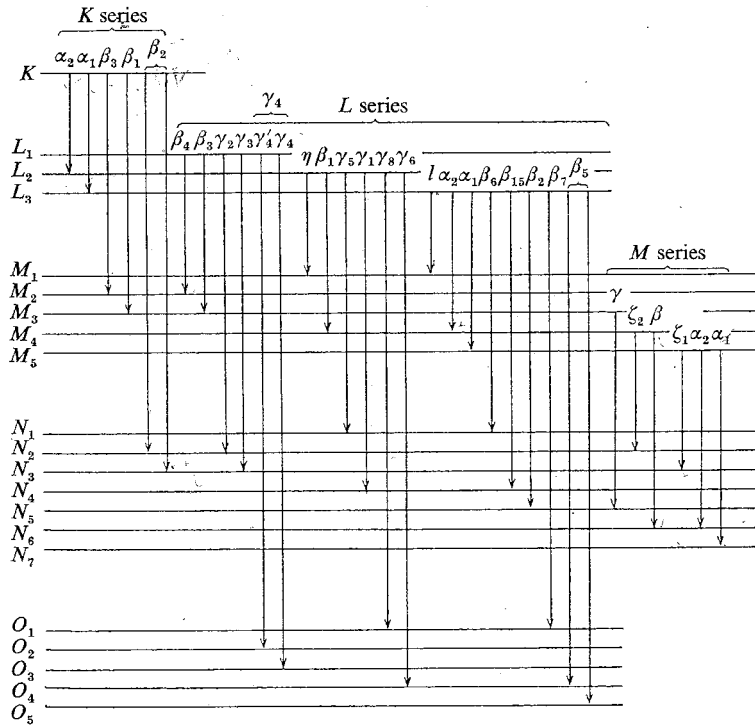 K series
β₂
α₂ α₁ β₃ β₁
K
γ₄
L series
β₄ β₃ γ₂ γ₃ γ₄′ γ₄
L₁
η β₁ γ₅ γ₁ γ₈ γ₆
L₂
β₅
l α₂ α₁ β₆ β₁₅ β₂ β₇
L₃
M series
M₁
M₂
γ
M₃
ζ₂ β
M₄
ζ₁ α₂ α₁
M₅
N₁
N₂
N₃
N₄
N₅
N₆
N₇
O₁
O₂
O₃
O₄
O₅